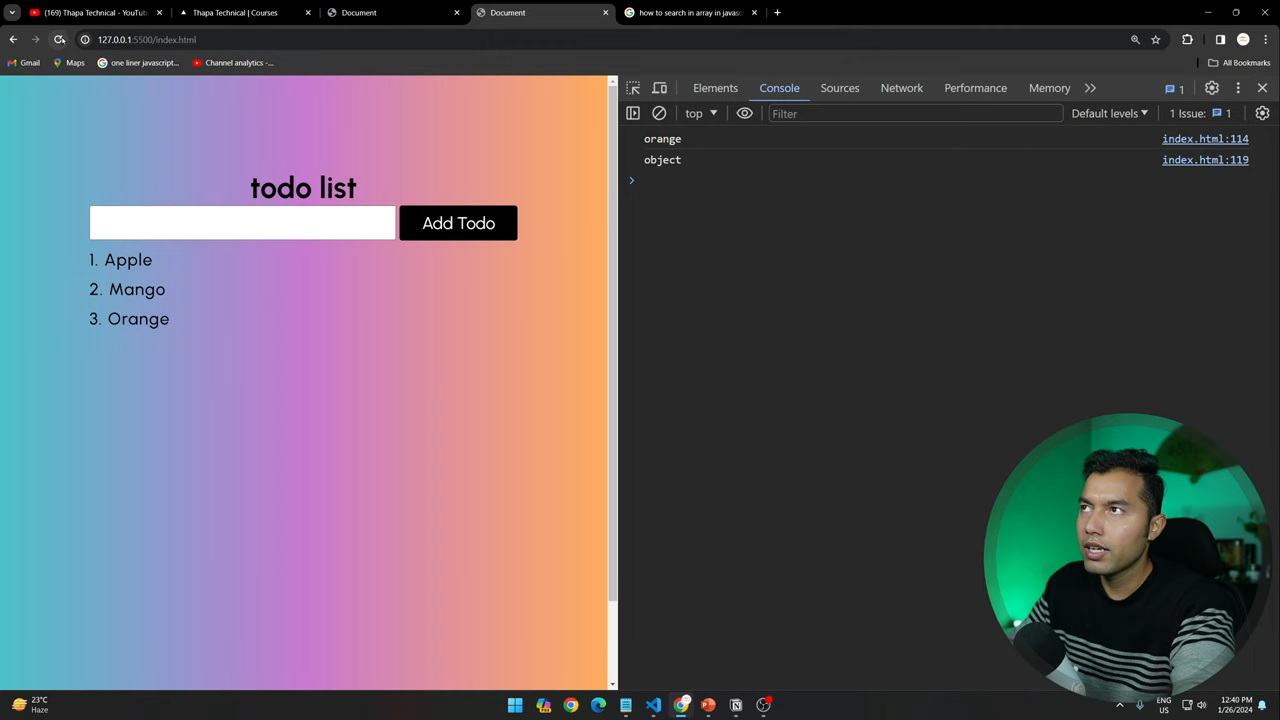 (169) Thapa Technical - YouTub
Thapa Technical | Courses
Document
Document
how to search in array in javasc
127.0.0.1:5500/index.html
Gmail
Maps
one liner javascript...
Channel analytics -...
All Bookmarks
Elements
Console
Sources
Network
Performance
Memory
1
top
Filter
Default levels
1 Issue:
1
orange
index.html:114
object
index.html:119
todo list
Add Todo
1. Apple
2. Mango
3. Orange
23°C
Haze
ENG
US
12:40 PM
1/26/2024